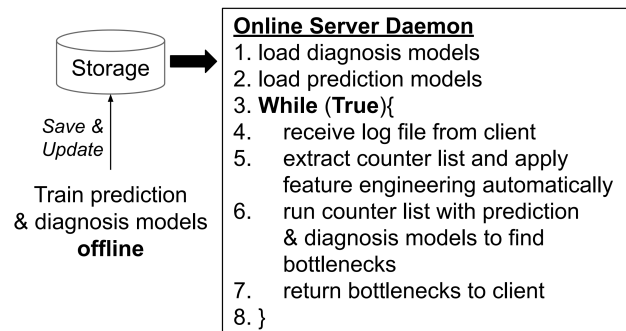 Storage
Save &
Update
Train prediction
& diagnosis models
offline
Online Server Daemon
1. load diagnosis models
2. load prediction models
3. While (True){
4. receive log file from client
5. extract counter list and apply
feature engineering automatically
6. run counter list with prediction
& diagnosis models to find
bottlenecks
7. return bottlenecks to client
8. }